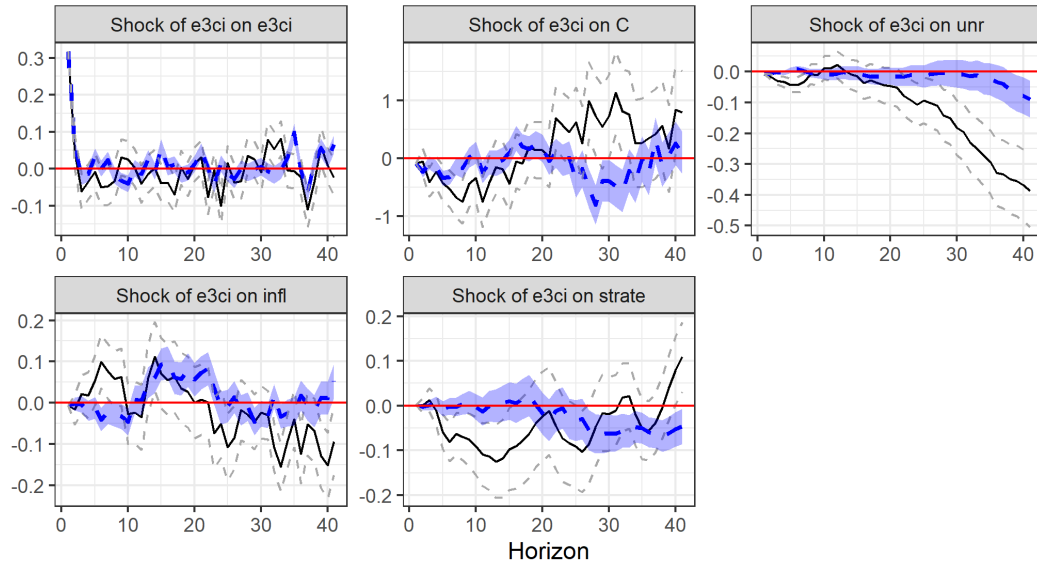 Shock of e3ci on e3ci
Shock of e3ci on C
Shock of e3ci on unr
0.3
0.2
0.1
0.0
-0.1
0 10 20 30 40
1
0
-1
0 10 20 30 40
0.0
-0.1
-0.2
-0.3
-0.4
-0.5
0 10 20 30 40
Shock of e3ci on infl
Shock of e3ci on strate
0.2
0.1
0.0
-0.1
-0.2
0 10 20 30 40
0.2
0.1
0.0
-0.1
-0.2
0 10 20 30 40
Horizon